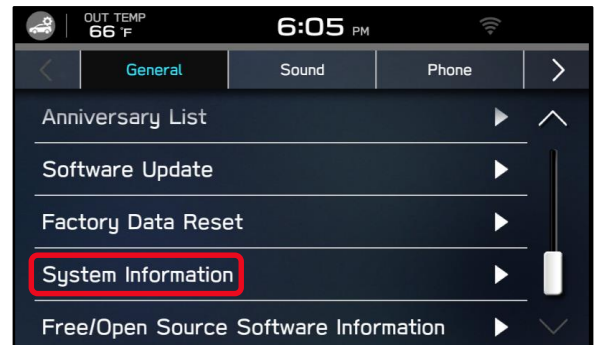 OUT TEMP
66 °F
6:05 PM
General Sound Phone
Anniversary List
Software Update
Factory Data Reset
System Information
Free/Open Source Software Information